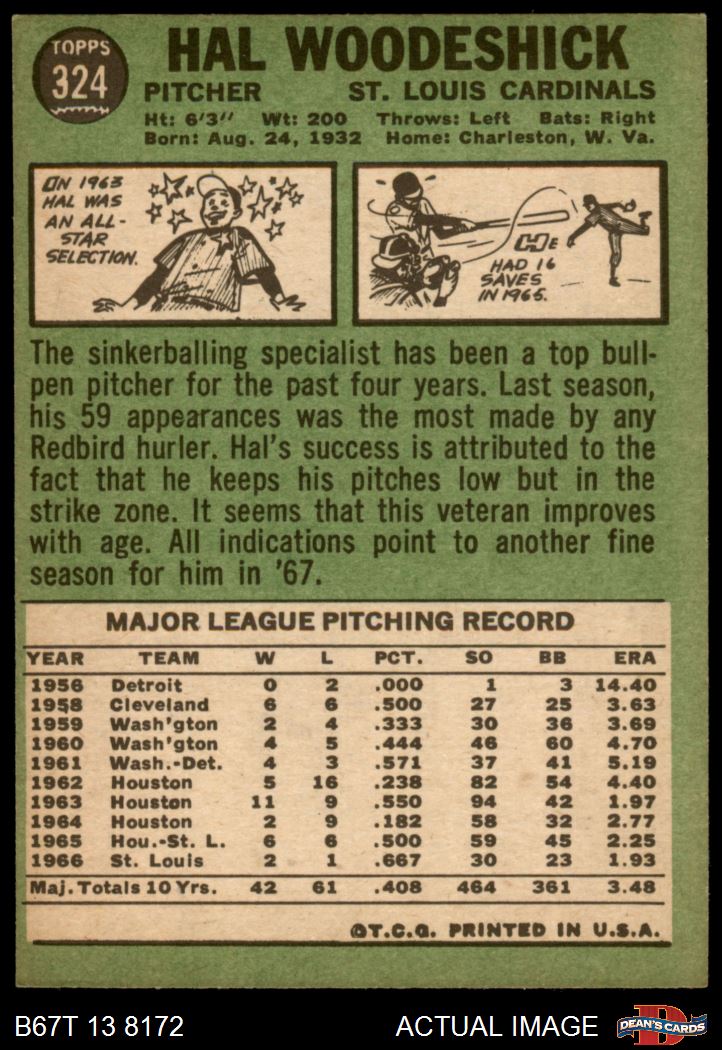 TOPPS
324
HAL WOODESHICK
PITCHER ST. LOUIS CARDINALS
Ht: 6'3" Wt: 200 Throws: Left Bats: Right
Born: Aug. 24, 1932 Home: Charleston, W. Va.
ON 1963
HAL WAS
AN ALL-
STAR
SELECTION.
HE
HAD 16
SAVES
IN 1965.
The sinkerballing specialist has been a top bull-
pen pitcher for the past four years. Last season,
his 59 appearances was the most made by any
Redbird hurler. Hal's success is attributed to the
fact that he keeps his pitches low but in the
strike zone. It seems that this veteran improves
with age. All indications point to another fine
season for him in '67.
MAJOR LEAGUE PITCHING RECORD
YEAR TEAM W L PCT. SO BB ERA
1956 Detroit 0 2 .000 1 3 14.40
1958 Cleveland 6 6 .500 27 25 3.63
1959 Wash'gton 2 4 .333 30 36 3.69
1960 Wash'gton 4 5 .444 46 60 4.70
1961 Wash.-Det. 4 3 .571 37 41 5.19
1962 Houston 5 16 .238 82 54 4.40
1963 Houston 11 9 .550 94 42 1.97
1964 Houston 2 9 .182 58 32 2.77
1965 Hou.-St. L. 6 6 .500 59 45 2.25
1966 St. Louis 2 1 .667 30 23 1.93
Maj. Totals 10 Yrs. 42 61 .408 464 361 3.48
©T.C.G. PRINTED IN U.S.A.
B67T 13 8172 ACTUAL IMAGE D DEAN'S CARDS